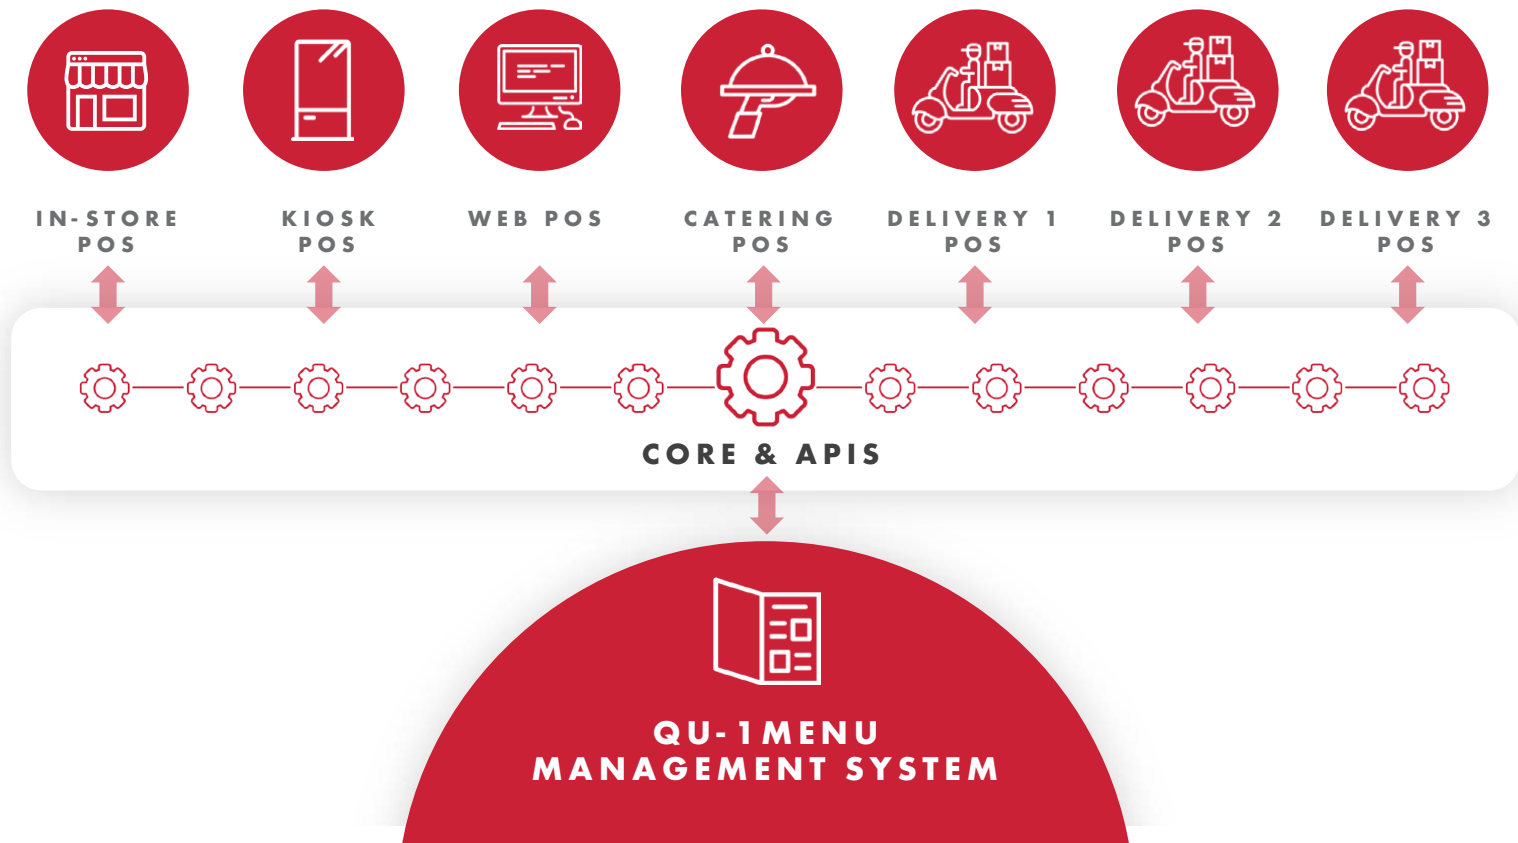 IN-STORE
POS
KIOSK
POS
WEB POS
CATERING
POS
DELIVERY 1
POS
DELIVERY 2
POS
DELIVERY 3
POS
CORE & APIS
QU-1MENU
MANAGEMENT SYSTEM